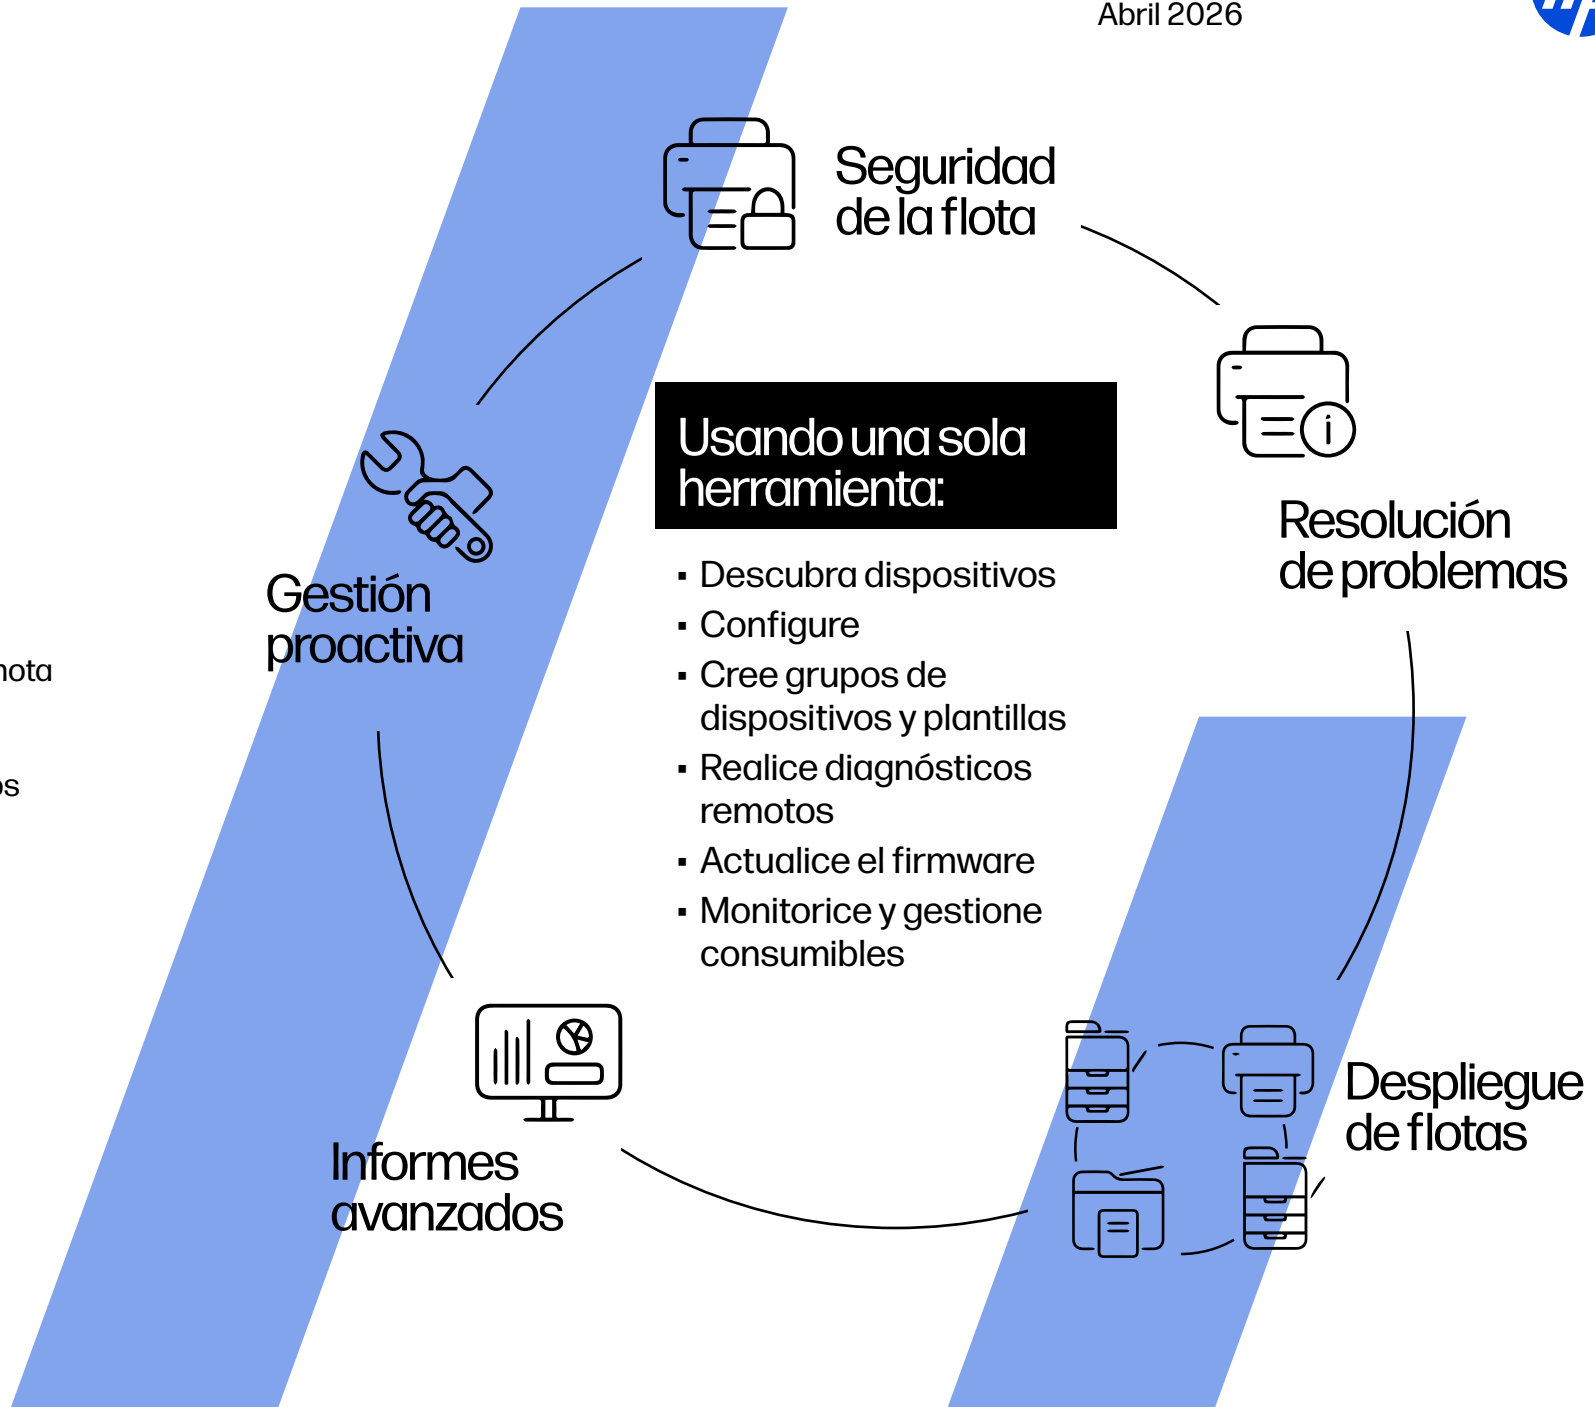 Abril 2026
Seguridad
de la flota
Usando una sola
herramienta:
Resolución
de problemas
▪ Descubra dispositivos
▪ Configure
▪ Cree grupos de
dispositivos y plantillas
▪ Realice diagnósticos
remotos
▪ Actualice el firmware
▪ Monitorice y gestione
consumibles
Gestión
proactiva
Informes
avanzados
Despliegue
de flotas